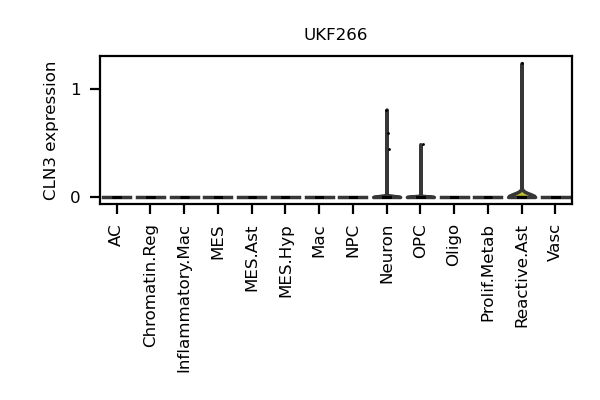 UKF266
CLN3 expression
1
0
AC
Chromatin.Reg
Inflammatory.Mac
MES
MES.Ast
MES.Hyp
Mac
NPC
Neuron
OPC
Oligo
Prolif.Metab
Reactive.Ast
Vasc